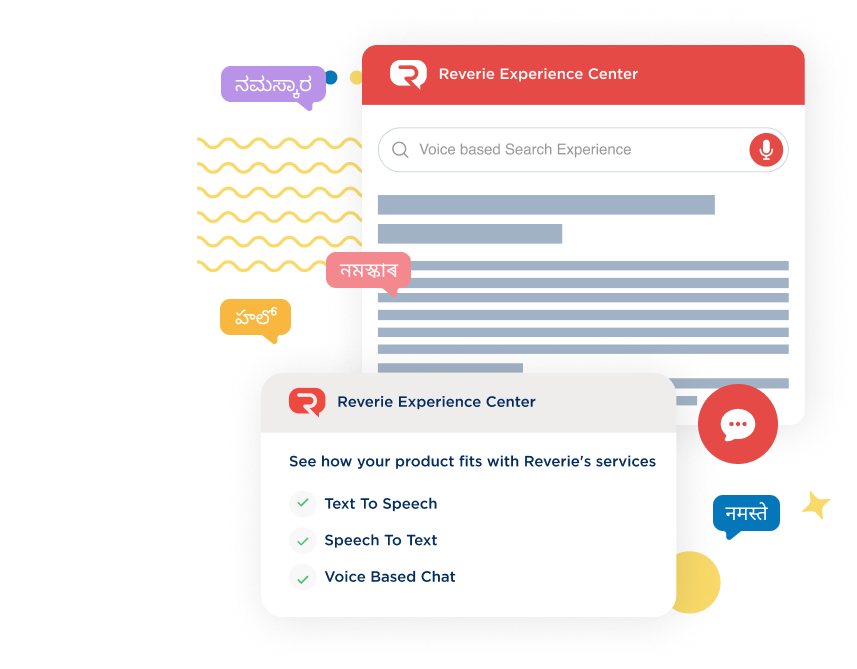 ನಮಸ್ಕಾರ
Reverie Experience Center
Voice based Search Experience
নমস্কাৰ
హలో
Reverie Experience Center
See how your product fits with Reverie's services
Text To Speech
Speech To Text
Voice Based Chat
नमस्ते